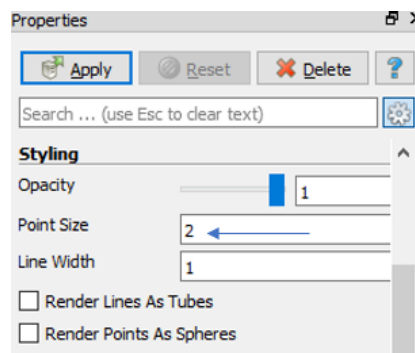 Properties
Apply Reset Delete ?
Search ... (use Esc to clear text)
Styling
Opacity 1
Point Size 2
Line Width 1
Render Lines As Tubes
Render Points As Spheres